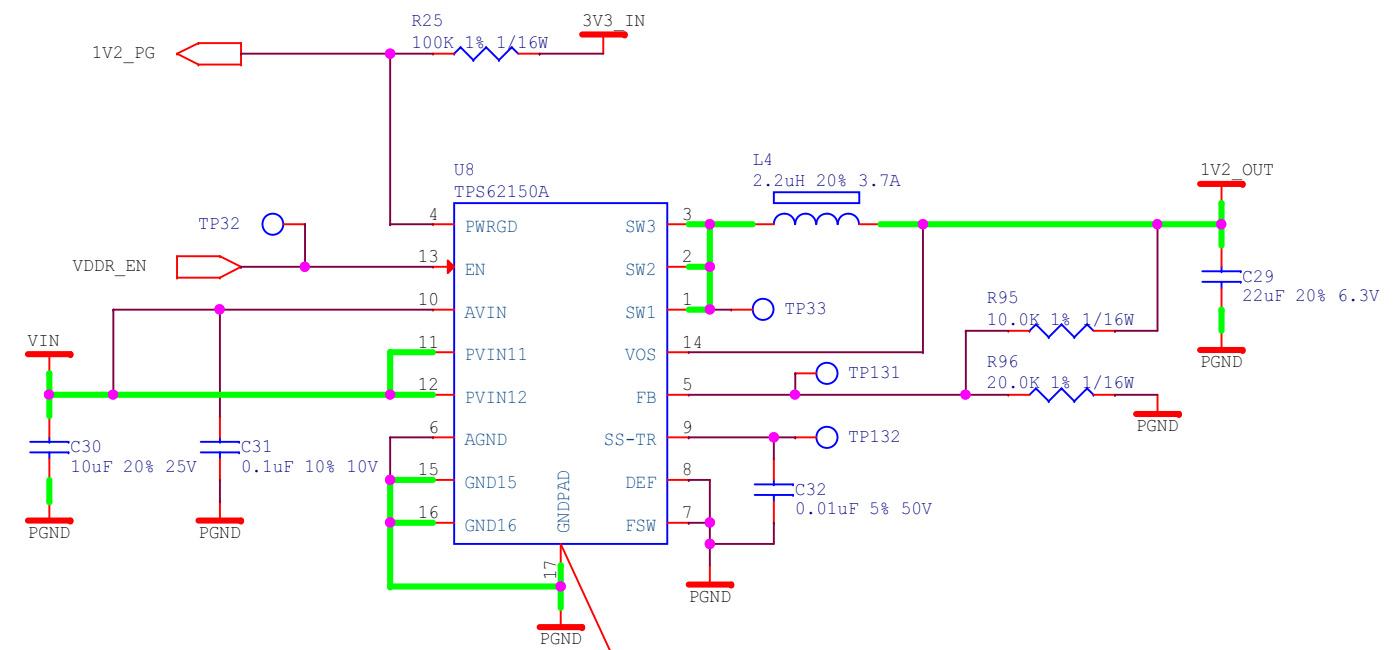 R25
100K 1% 1/16W
3V3_IN
1V2_PG
U8
TPS62150A
L4
2.2uH 20% 3.7A
1V2_OUT
TP32
4
PWRGD
SW3
3
VDDR_EN
13
EN
SW2
2
C29
22uF 20% 6.3V
10
AVIN
SW1
1
TP33
R95
10.0K 1% 1/16W
VIN
11
PVIN11
VOS
14
PGND
R96
20.0K 1% 1/16W
TP131
12
PVIN12
FB
5
PGND
6
AGND
SS-TR
9
TP132
C30
10uF 20% 25V
C31
0.1uF 10% 10V
15
GND15
DEF
8
C32
0.01uF 5% 50V
16
GND16
GNDPAD
FSW
7
PGND
PGND
17
PGND
PGND